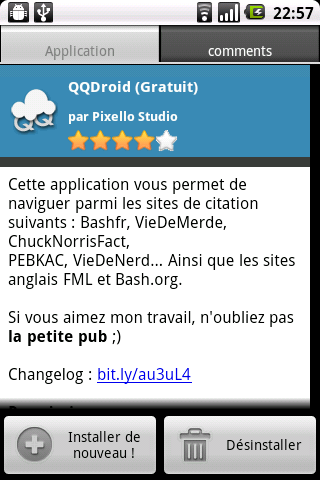 22:57
Application
comments
QQDroid (Gratuit)
par Pixello Studio
QQ
Cette application vous permet de
naviguer parmi les sites de citation
suivants : Bashfr, VieDeMerde,
ChuckNorrisFact,
PEBKAC, VieDeNerd... Ainsi que les sites
anglais FML et Bash.org.
Si vous aimez mon travail, n'oubliez pas
la petite pub ;)
Changelog : bit.ly/au3uL4
Installer de
nouveau !
Désinstaller